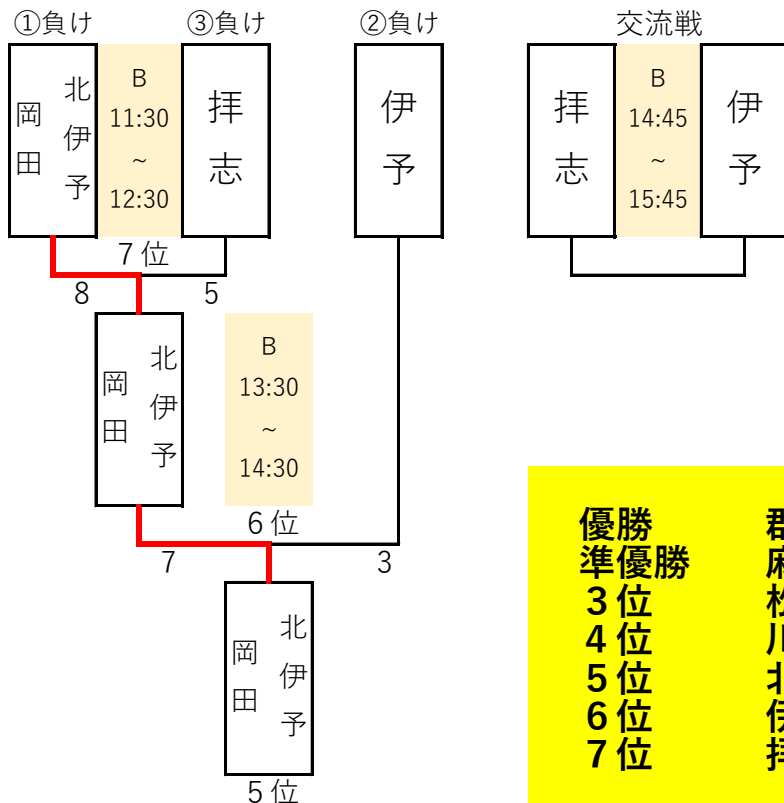 ①負け ③負け ②負け 交流戦
北伊予
岡田
B
11:30
~
12:30
拝志
伊予
拝志
B
14:45
~
15:45
伊予
7位
8 5
北伊予
岡田
B
13:30
~
14:30
6位
7 3
北伊予
岡田
5位
優勝
準優勝
3位
4位
5位 北
6位
7位